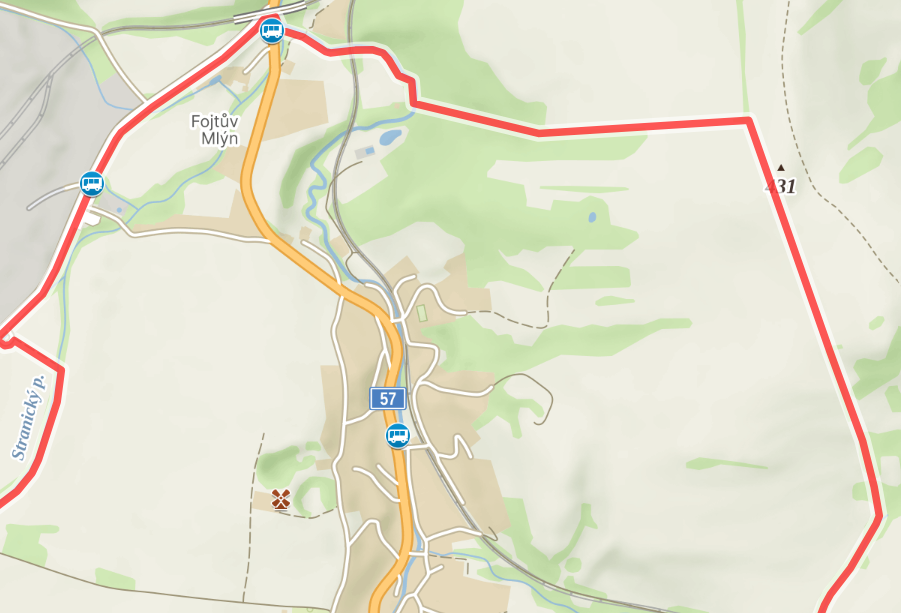 Fojtův
Mlýn
431
57
Stranický p.